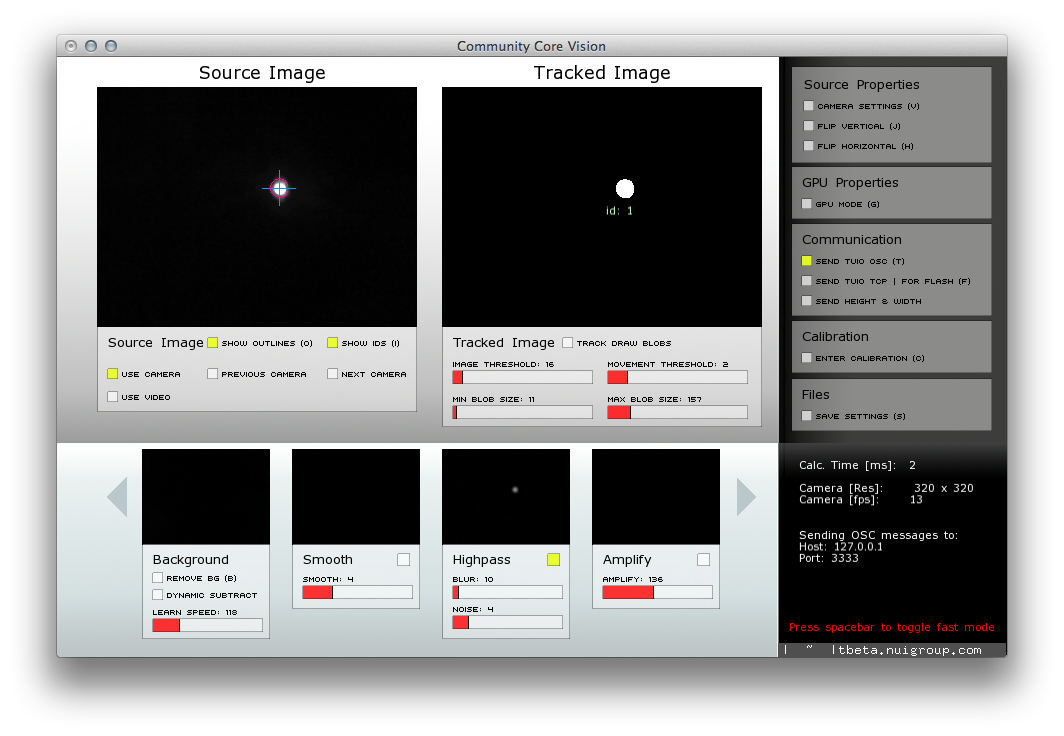 Community Core Vision
Source Image
Tracked Image
id: 1
Source Image
SHOW OUTLINES (O)
SHOW IDS (I)
USE CAMERA
PREVIOUS CAMERA
NEXT CAMERA
USE VIDEO
Tracked Image
TRACK DRAW BLOBS
IMAGE THRESHOLD: 16
MOVEMENT THRESHOLD: 2
MIN BLOB SIZE: 11
MAX BLOB SIZE: 157
Background
REMOVE BG (B)
DYNAMIC SUBTRACT
LEARN SPEED: 118
Smooth
SMOOTH: 4
Highpass
BLUR: 10
NOISE: 4
Amplify
AMPLIFY: 136
Source Properties
CAMERA SETTINGS (V)
FLIP VERTICAL (J)
FLIP HORIZONTAL (H)
GPU Properties
GPU MODE (G)
Communication
SEND TUIO OSC (T)
SEND TUIO TCP | FOR FLASH (F)
SEND HEIGHT & WIDTH
Calibration
ENTER CALIBRATION (C)
Files
SAVE SETTINGS (S)
Calc. Time [ms]: 2
Camera [Res]: 320 x 320
Camera [fps]: 13
Sending OSC messages to:
Host: 127.0.0.1
Port: 3333
Press spacebar to toggle fast mode
| ~ |tbeta.nuigroup.com